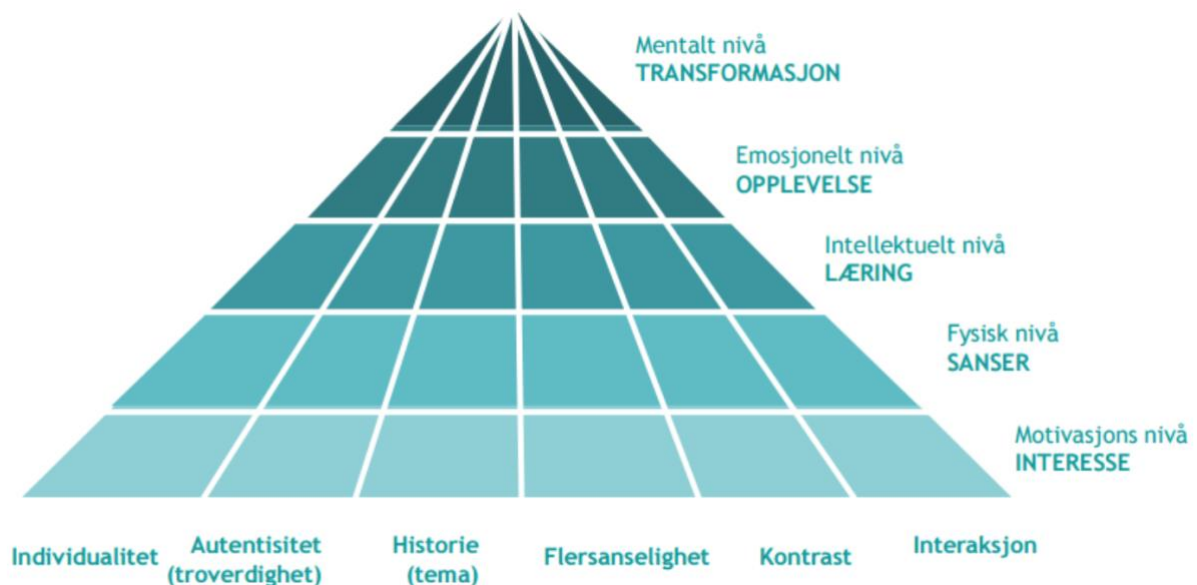 Mentalt nivå
TRANSFORMASJON
Emosjonelt nivå
OPPLEVELSE
Intellektuelt nivå
LÆRING
Fysisk nivå
SANSER
Motivasjons nivå
INTERESSE
Individualitet
Autentisitet
(troverdighet)
Historie
(tema)
Flersanselighet
Kontrast
Interaksjon